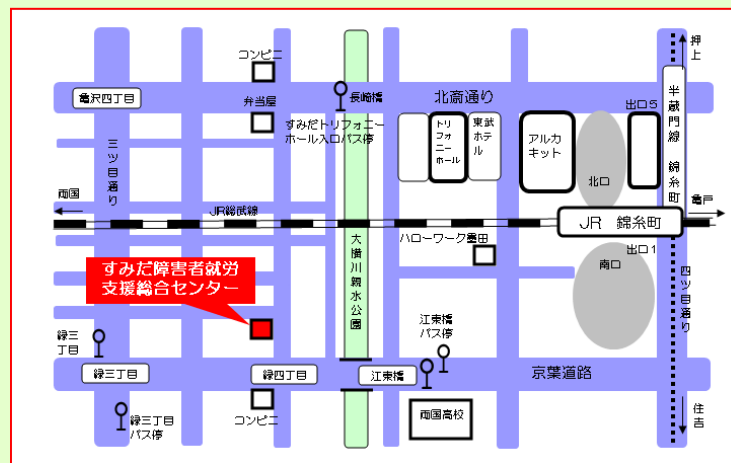 コンビニ
押上
亀沢四丁目
弁当屋
長崎橋
北斎通り
すみだトリフォニー
ホール入口バス停
トリフォニーホール
東武ホテル
アルカキット
出口５
半蔵門線 錦糸町
三ツ目通り
北口
両国
JR総武線
亀戸
JR 錦糸町
大横川親水公園
ハローワーク墨田
出口１
すみだ障害者就労
支援総合センター
南口
四ツ目通り
緑三
丁目
江東橋
バス停
緑三丁目
緑四丁目
江東橋
京葉道路
緑三丁目
バス停
コンビニ
両国高校
住吉